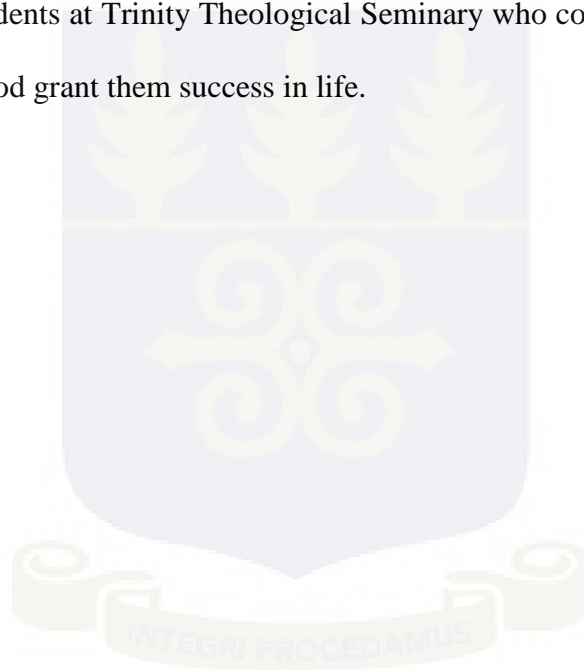 dents at Trinity Theological Seminary who co
od grant them success in life.
INTEGRI PROCEDAMUS